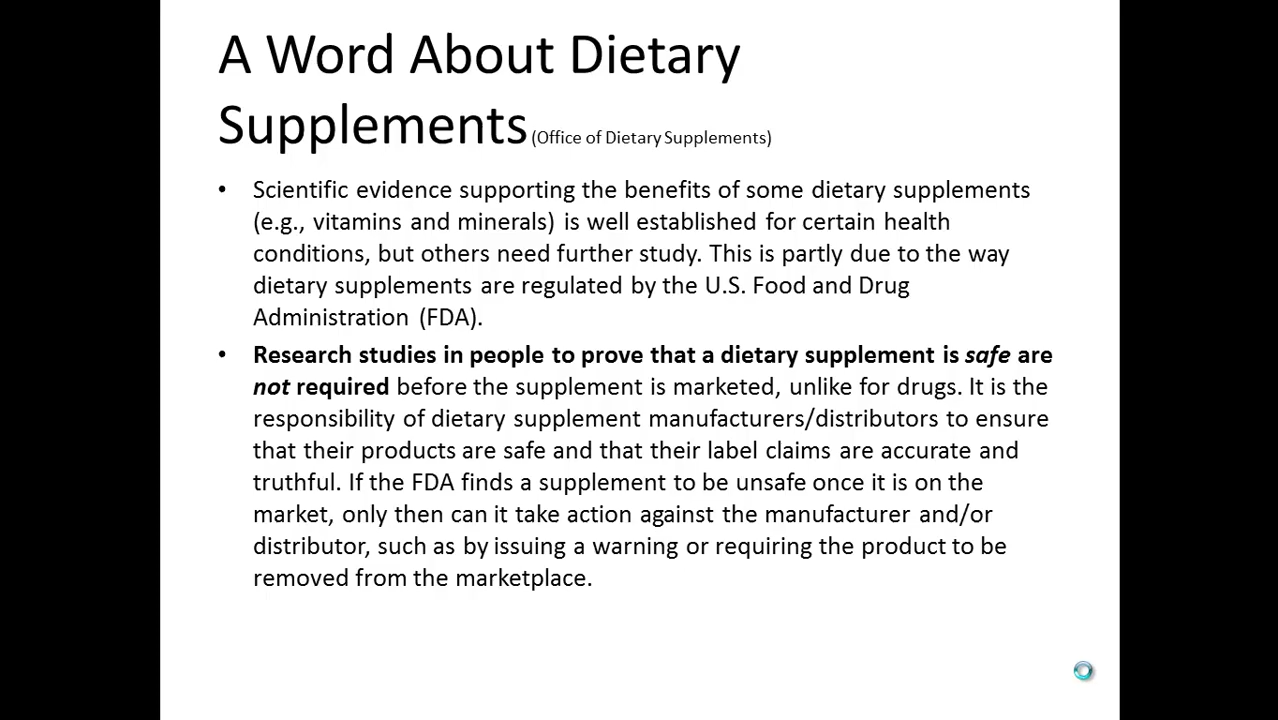 A Word About Dietary
Supplements (Office of Dietary Supplements)
• Scientific evidence supporting the benefits of some dietary supplements
(e.g., vitamins and minerals) is well established for certain health
conditions, but others need further study. This is partly due to the way
dietary supplements are regulated by the U.S. Food and Drug
Administration (FDA).
• Research studies in people to prove that a dietary supplement is safe are
not required before the supplement is marketed, unlike for drugs. It is the
responsibility of dietary supplement manufacturers/distributors to ensure
that their products are safe and that their label claims are accurate and
truthful. If the FDA finds a supplement to be unsafe once it is on the
market, only then can it take action against the manufacturer and/or
distributor, such as by issuing a warning or requiring the product to be
removed from the marketplace.